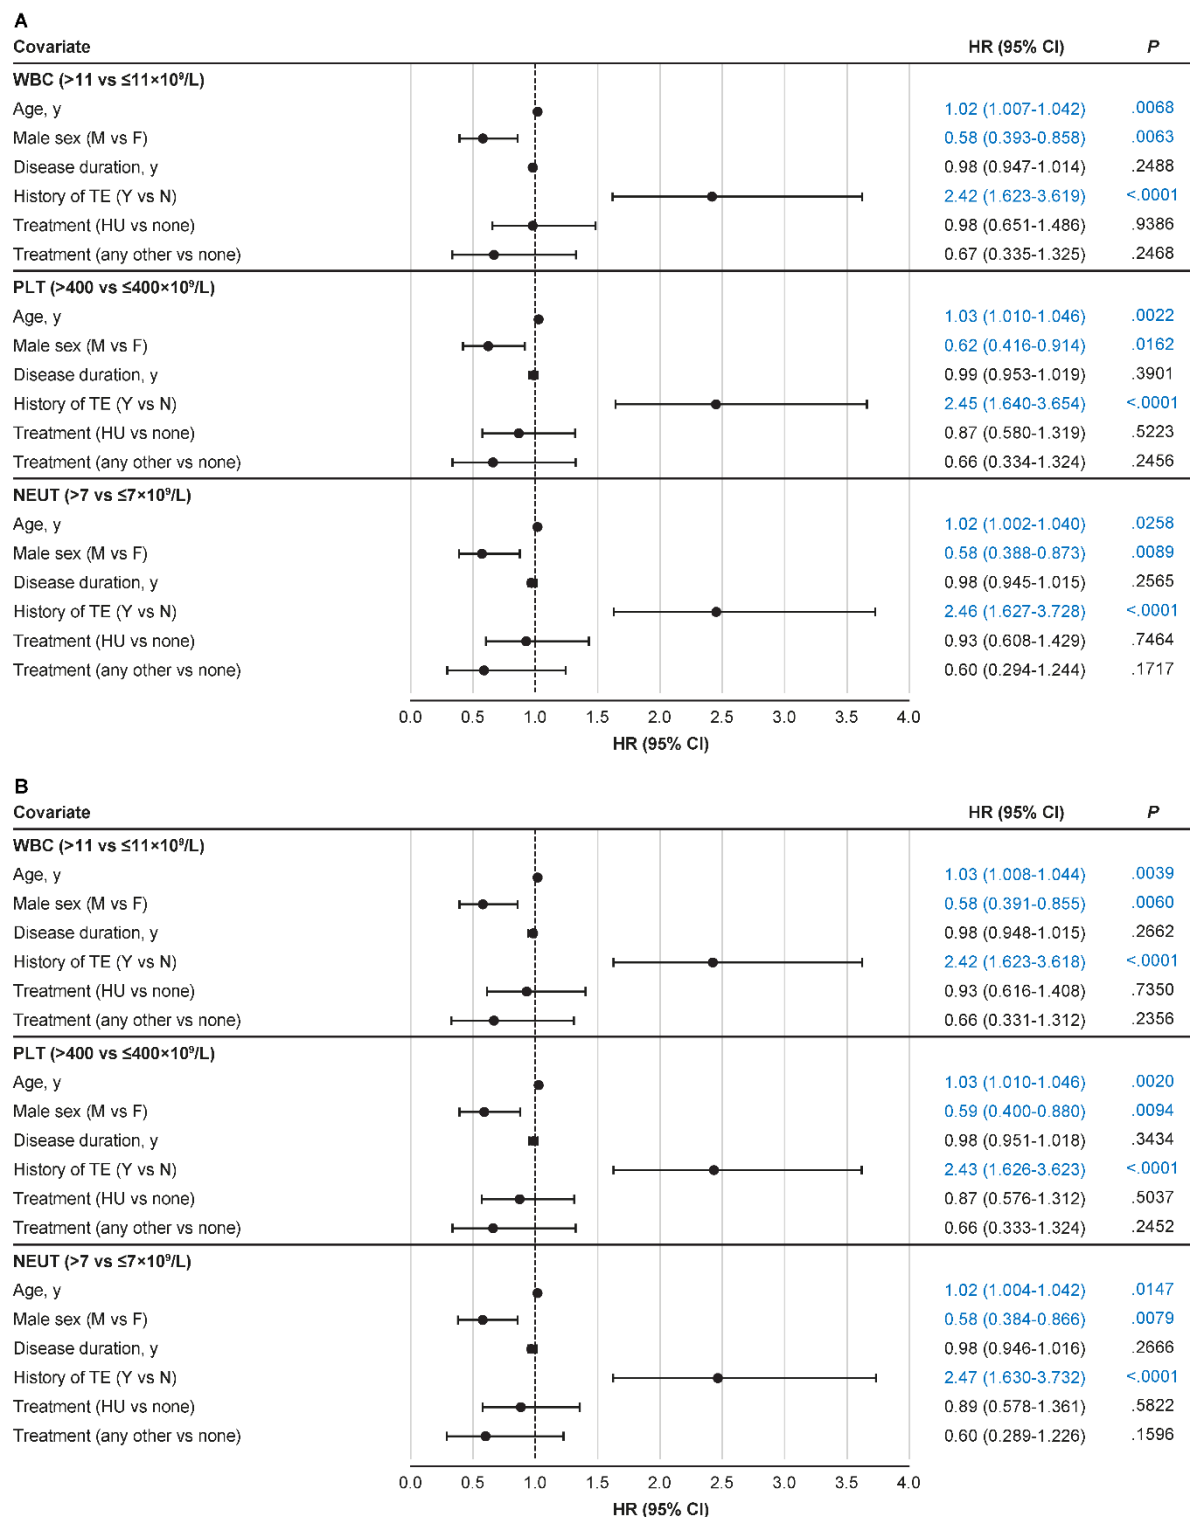 A
Covariate HR (95% CI) P
WBC (>11 vs ≤11×10⁹/L)
Age, y 1.02 (1.007-1.042) .0068
Male sex (M vs F) 0.58 (0.393-0.858) .0063
Disease duration, y 0.98 (0.947-1.014) .2488
History of TE (Y vs N) 2.42 (1.623-3.619) <.0001
Treatment (HU vs none) 0.98 (0.651-1.486) .9386
Treatment (any other vs none) 0.67 (0.335-1.325) .2468
PLT (>400 vs ≤400×10⁹/L)
Age, y 1.03 (1.010-1.046) .0022
Male sex (M vs F) 0.62 (0.416-0.914) .0162
Disease duration, y 0.99 (0.953-1.019) .3901
History of TE (Y vs N) 2.45 (1.640-3.654) <.0001
Treatment (HU vs none) 0.87 (0.580-1.319) .5223
Treatment (any other vs none) 0.66 (0.334-1.324) .2456
NEUT (>7 vs ≤7×10⁹/L)
Age, y 1.02 (1.002-1.040) .0258
Male sex (M vs F) 0.58 (0.388-0.873) .0089
Disease duration, y 0.98 (0.945-1.015) .2565
History of TE (Y vs N) 2.46 (1.627-3.728) <.0001
Treatment (HU vs none) 0.93 (0.608-1.429) .7464
Treatment (any other vs none) 0.60 (0.294-1.244) .1717
0.0 0.5 1.0 1.5 2.0 2.5 3.0 3.5 4.0
HR (95% CI)
B
Covariate HR (95% CI) P
WBC (>11 vs ≤11×10⁹/L)
Age, y 1.03 (1.008-1.044) .0039
Male sex (M vs F) 0.58 (0.391-0.855) .0060
Disease duration, y 0.98 (0.948-1.015) .2662
History of TE (Y vs N) 2.42 (1.623-3.618) <.0001
Treatment (HU vs none) 0.93 (0.616-1.408) .7350
Treatment (any other vs none) 0.66 (0.331-1.312) .2356
PLT (>400 vs ≤400×10⁹/L)
Age, y 1.03 (1.010-1.046) .0020
Male sex (M vs F) 0.59 (0.400-0.880) .0094
Disease duration, y 0.98 (0.951-1.018) .3434
History of TE (Y vs N) 2.43 (1.626-3.623) <.0001
Treatment (HU vs none) 0.87 (0.576-1.312) .5037
Treatment (any other vs none) 0.66 (0.333-1.324) .2452
NEUT (>7 vs ≤7×10⁹/L)
Age, y 1.02 (1.004-1.042) .0147
Male sex (M vs F) 0.58 (0.384-0.866) .0079
Disease duration, y 0.98 (0.946-1.016) .2666
History of TE (Y vs N) 2.47 (1.630-3.732) <.0001
Treatment (HU vs none) 0.89 (0.578-1.361) .5822
Treatment (any other vs none) 0.60 (0.289-1.226) .1596
0.0 0.5 1.0 1.5 2.0 2.5 3.0 3.5 4.0
HR (95% CI)